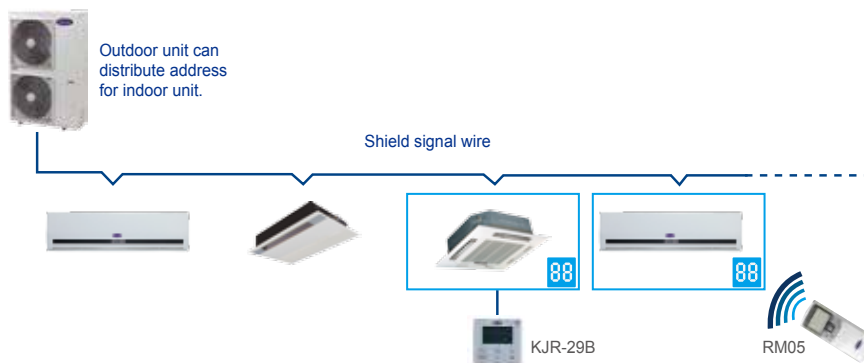 Outdoor unit can
distribute address
for indoor unit.
Shield signal wire
88
88
KJR-29B
RM05